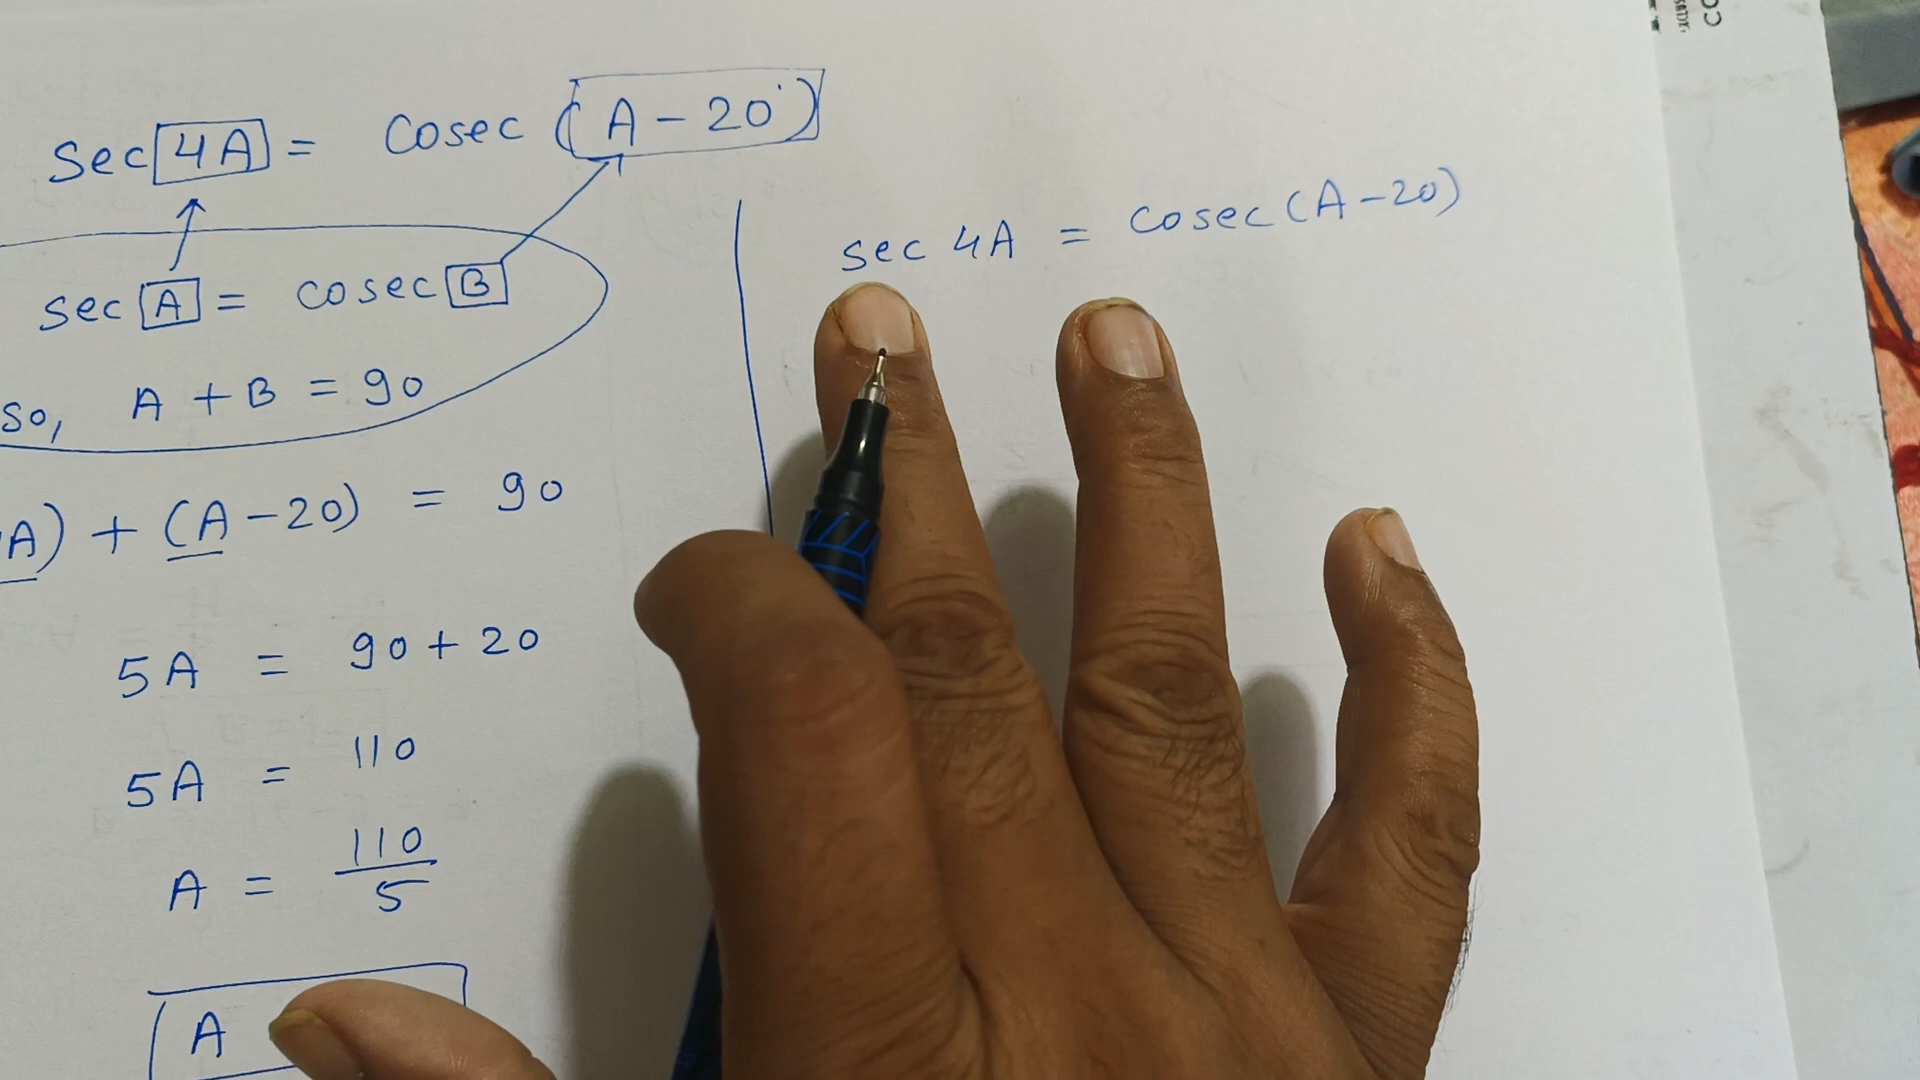 sec 4A = cosec (A - 20°)
sec A = cosec B
so, A + B = 90
A) + (A - 20) = 90
5A = 90 + 20
5A = 110
A = 110/5
A
sec 4A = cosec (A - 20)